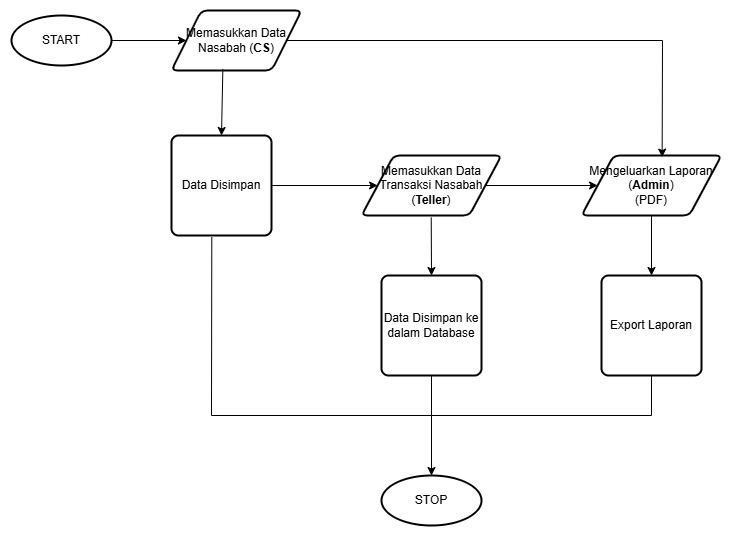 START
Memasukkan Data
Nasabah (CS)
Data Disimpan
Memasukkan Data
Transaksi Nasabah
(Teller)
Mengeluarkan Laporan
(Admin)
(PDF)
Data Disimpan ke
dalam Database
Export Laporan
STOP